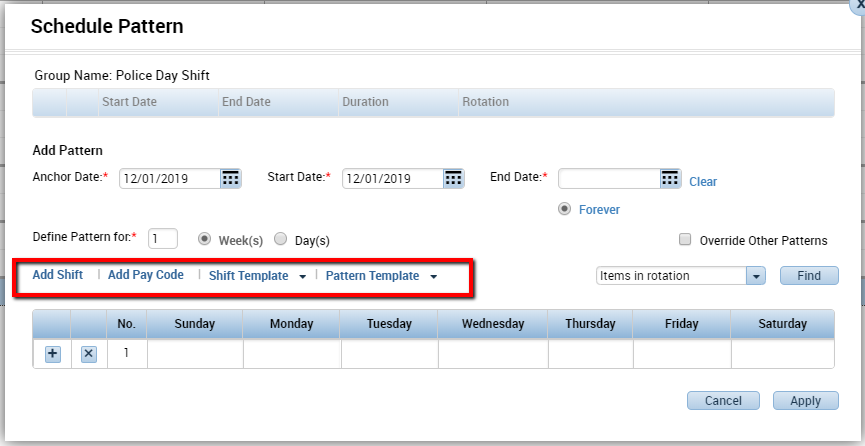 Schedule Pattern
Group Name: Police Day Shift
Start Date End Date Duration Rotation
Add Pattern
Anchor Date:* 12/01/2019 Start Date:* 12/01/2019 End Date:* Clear
Forever
Define Pattern for:* 1 Week(s) Day(s) Override Other Patterns
Add Shift | Add Pay Code | Shift Template | Pattern Template Items in rotation Find
No. Sunday Monday Tuesday Wednesday Thursday Friday Saturday
1
Cancel Apply